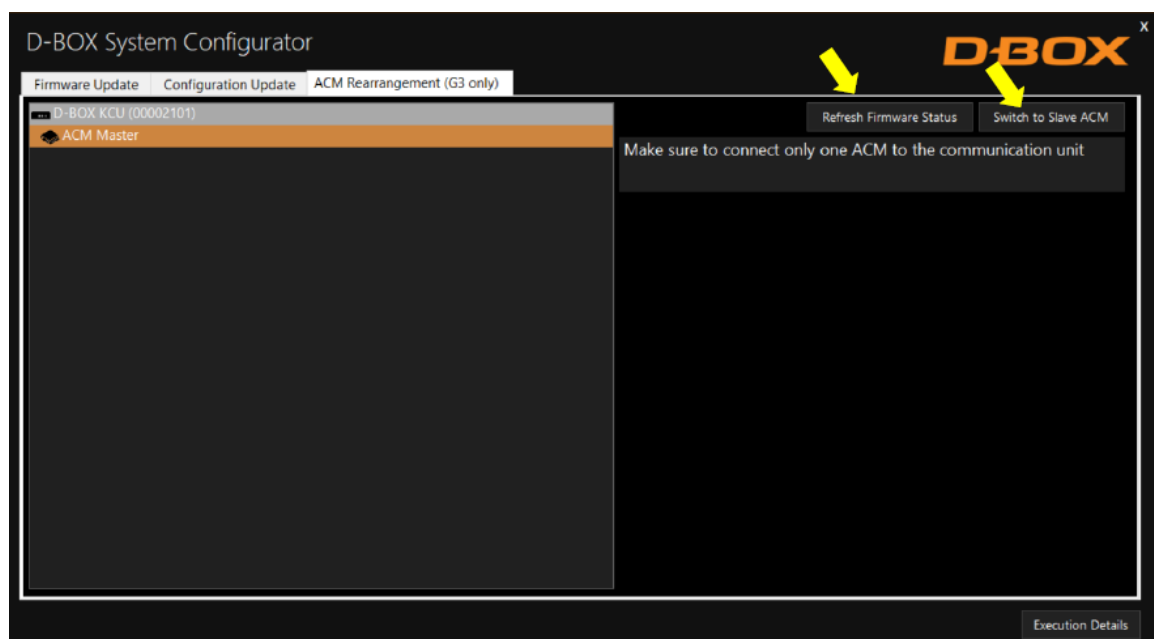 D-BOX System Configurator
D-BOX
x
Firmware Update Configuration Update ACM Rearrangement (G3 only)
D-BOX KCU (00002101)
ACM Master
Refresh Firmware Status Switch to Slave ACM
Make sure to connect only one ACM to the communication unit
Execution Details